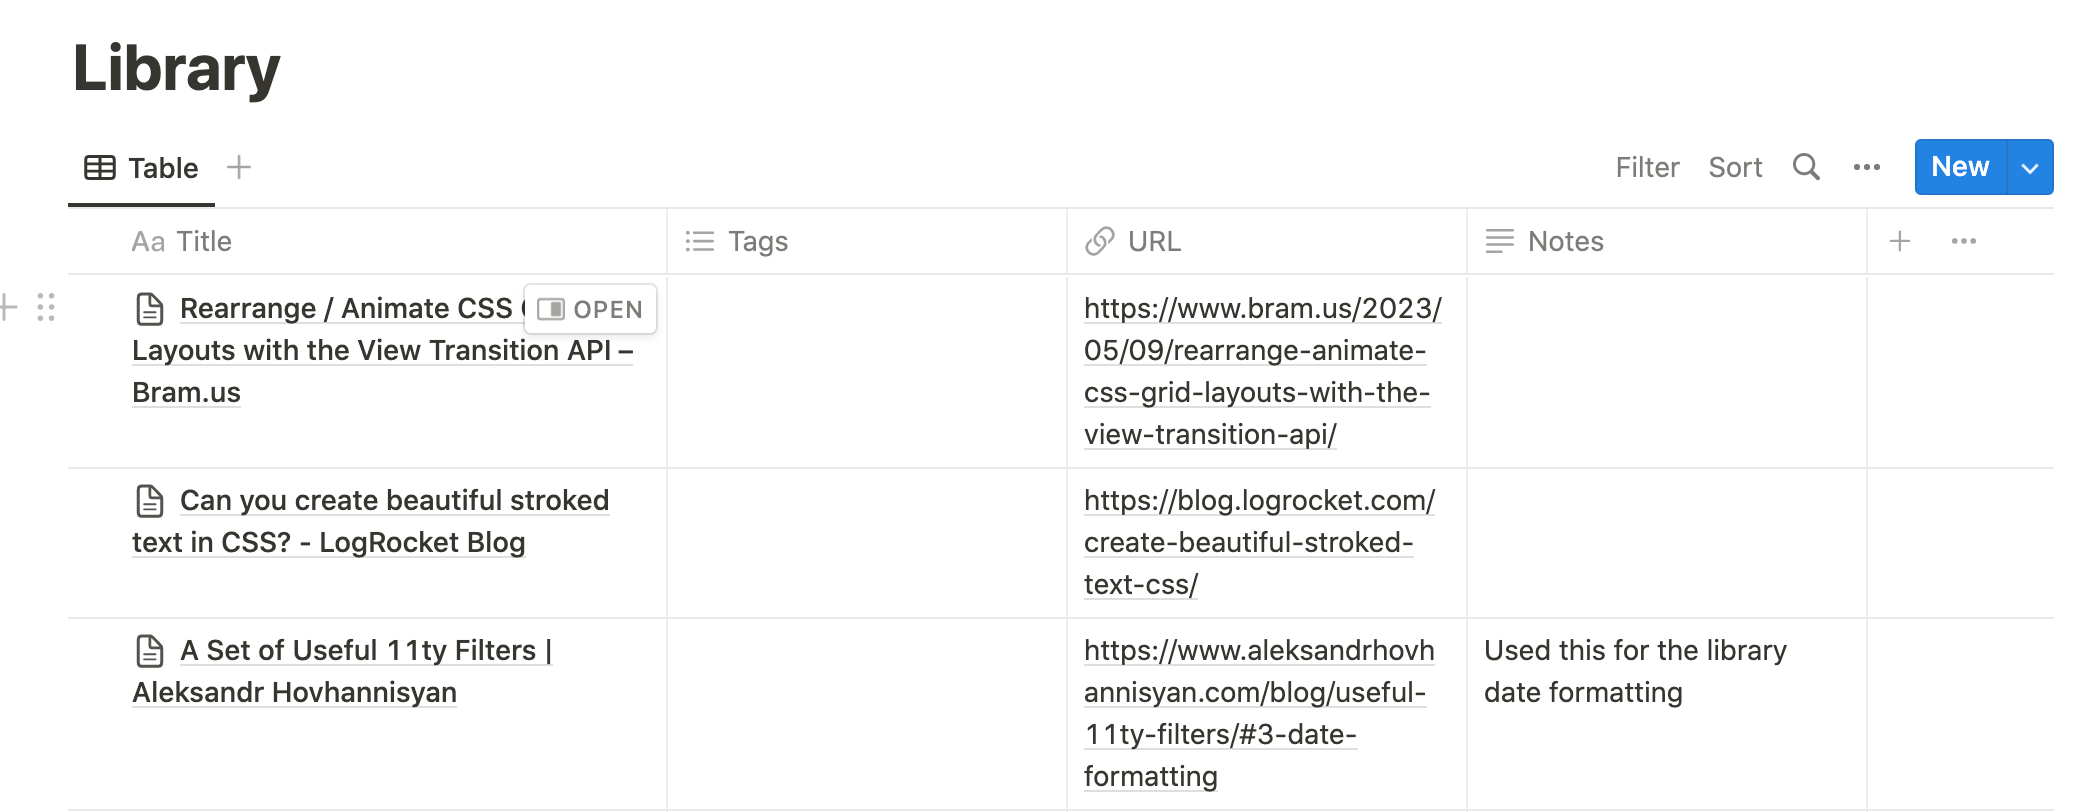 Library
Table
Filter Sort New
Aa Title Tags URL Notes
Rearrange / Animate CSS OPEN
Layouts with the View Transition API –
Bram.us
https://www.bram.us/2023/
05/09/rearrange-animate-
css-grid-layouts-with-the-
view-transition-api/
Can you create beautiful stroked
text in CSS? - LogRocket Blog
https://blog.logrocket.com/
create-beautiful-stroked-
text-css/
A Set of Useful 11ty Filters |
Aleksandr Hovhannisyan
https://www.aleksandrhovh
annisyan.com/blog/useful-
11ty-filters/#3-date-
formatting
Used this for the library
date formatting